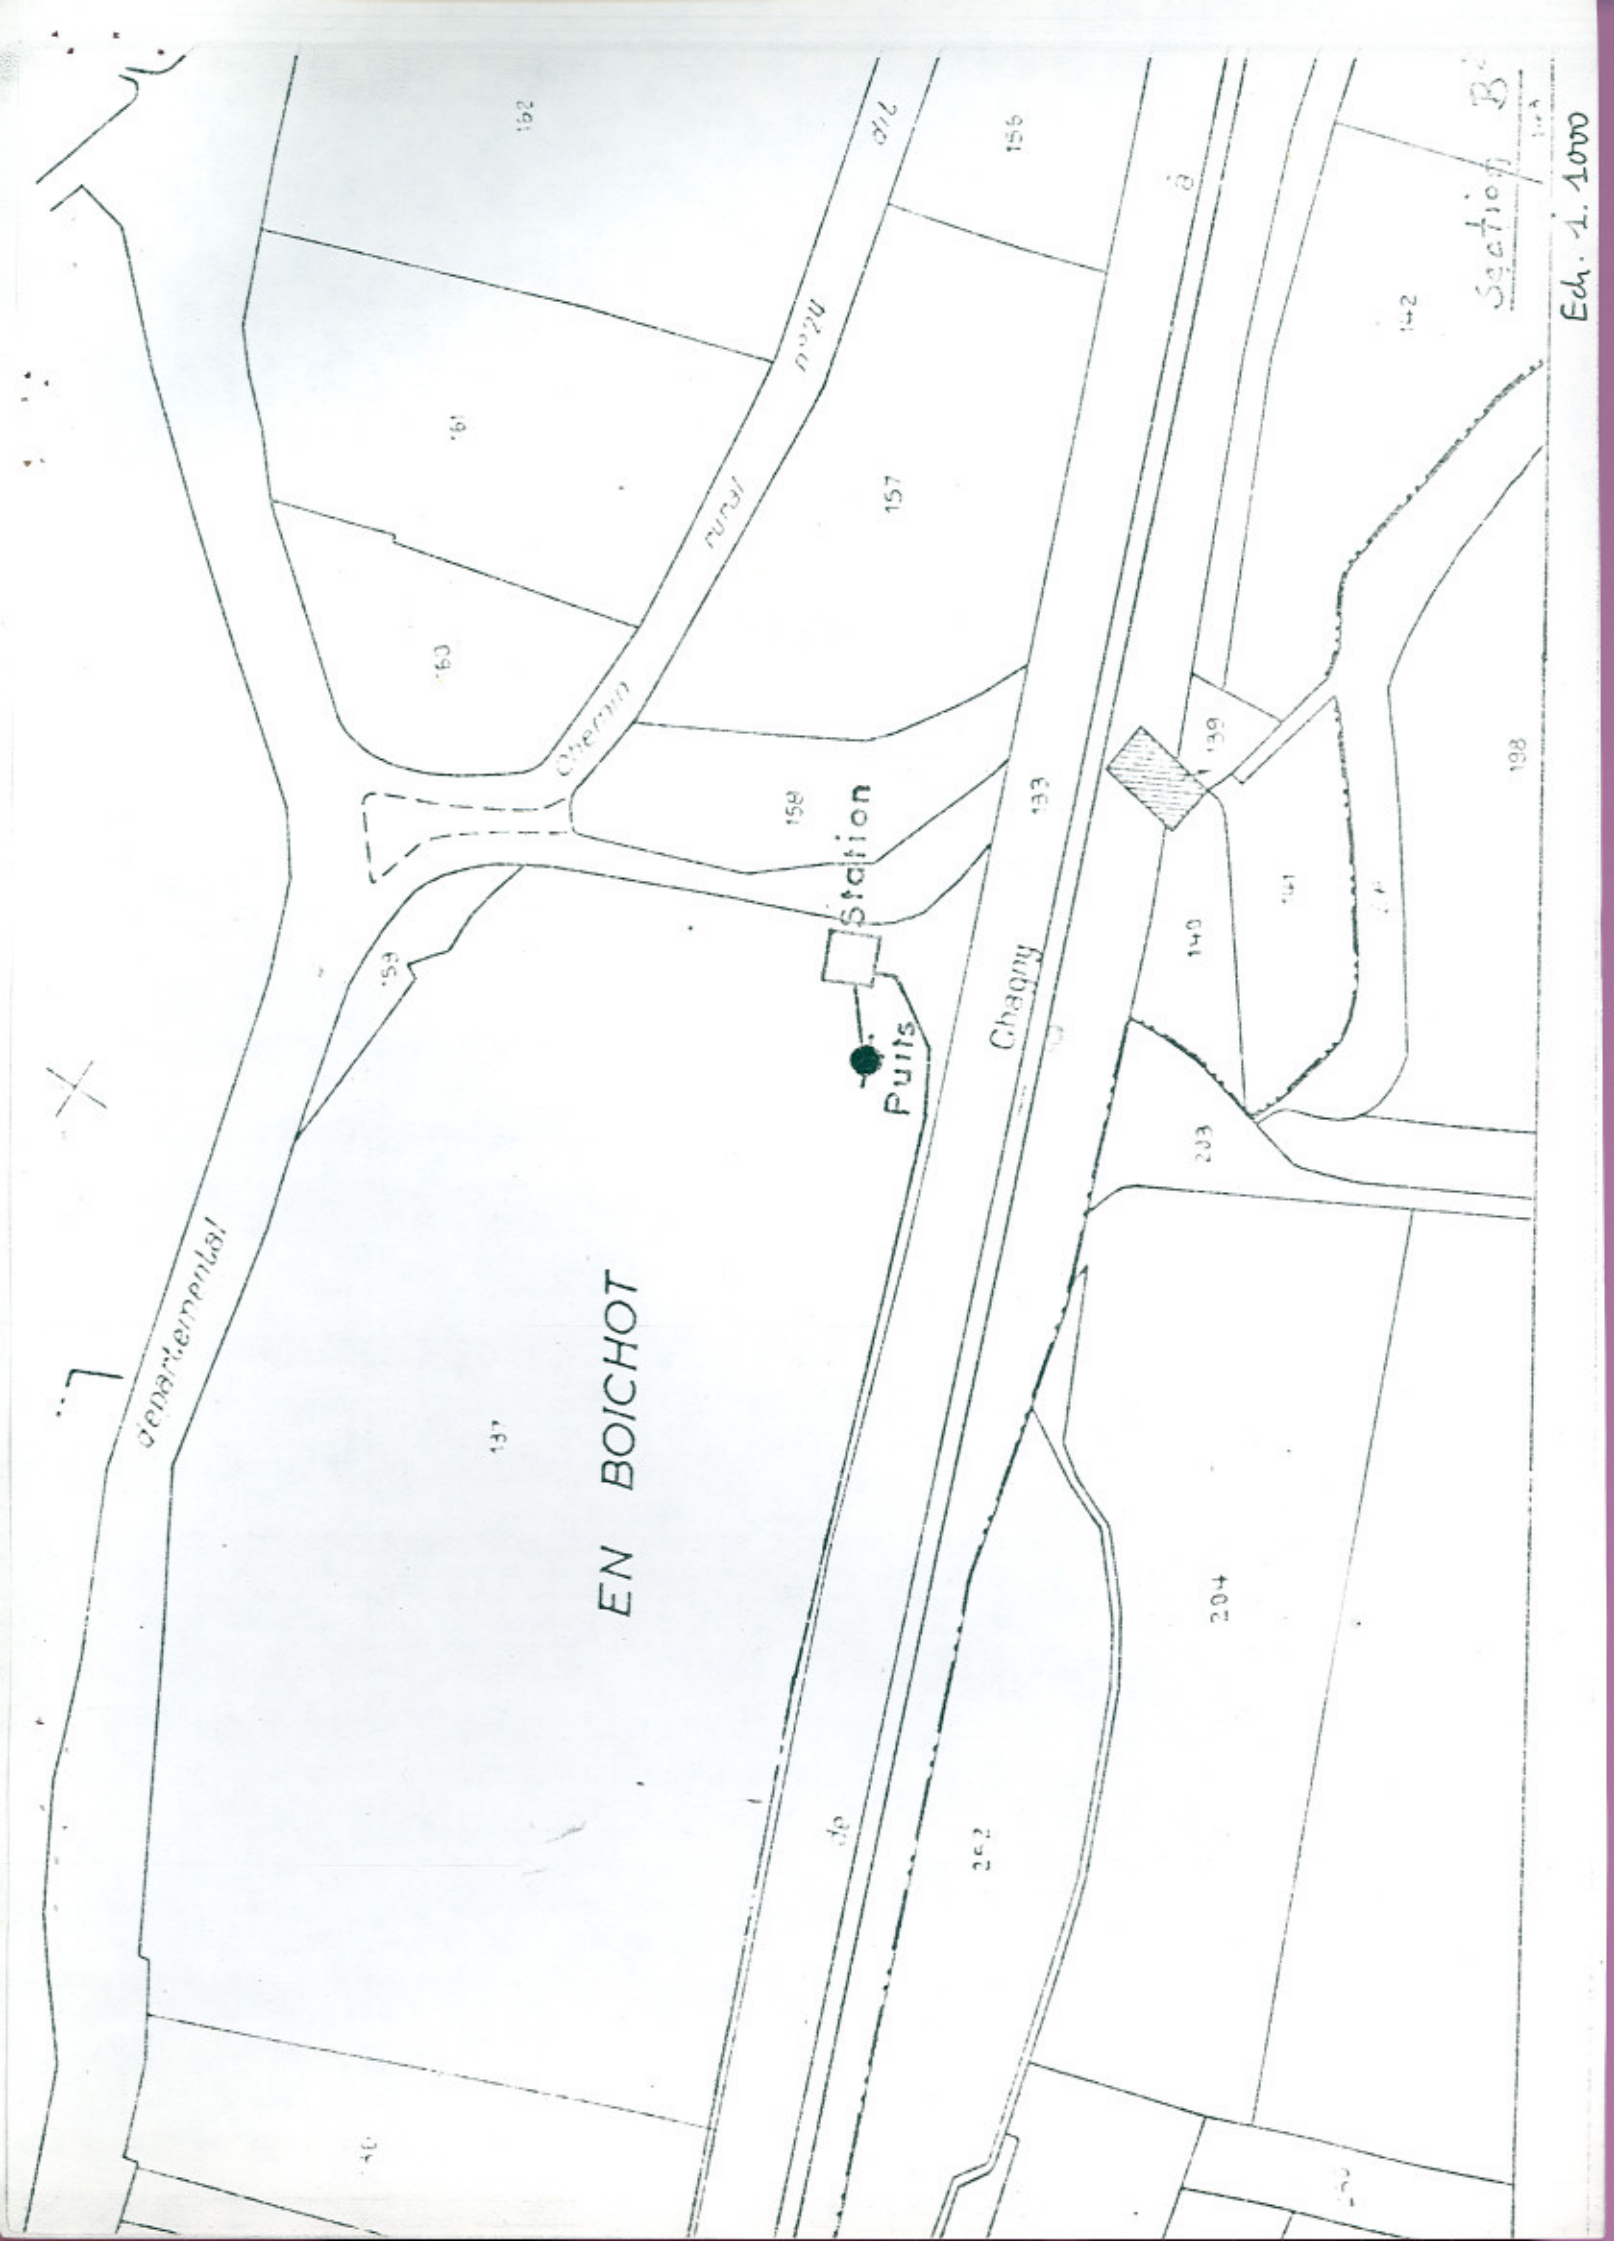 départemental
162
161
160
159
Chemin rural n°24 dit
156
157
158
Station
Puits
137
EN BOICHOT
de Chagny à
133
139
140
141
142
198
203
204
Section B
Ech. 1. 1000